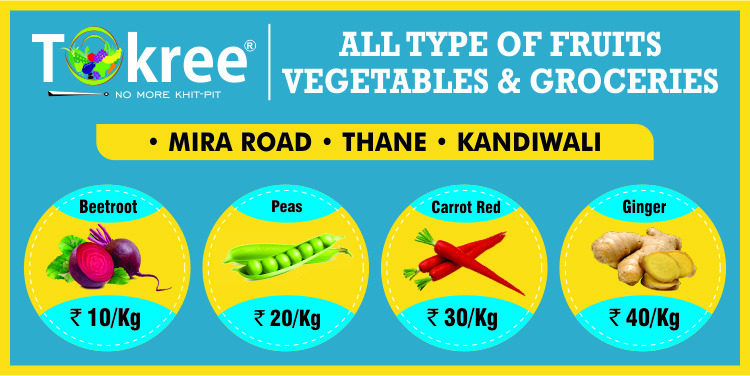 Tokree®
NO MORE KHIT-PIT
ALL TYPE OF FRUITS
VEGETABLES & GROCERIES
• MIRA ROAD • THANE • KANDIWALI
Beetroot
₹ 10/Kg
Peas
₹ 20/Kg
Carrot Red
₹ 30/Kg
Ginger
₹ 40/Kg